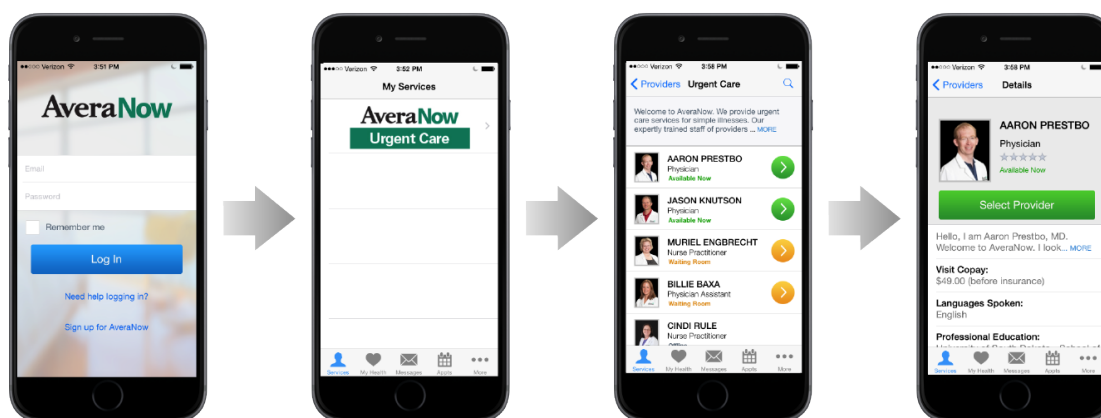 Verizon 3:51 PM
AveraNow
Email
Password
Remember me
Log In
Need help logging in?
Sign up for AveraNow
Verizon 3:52 PM
My Services
AveraNow
Urgent Care
Services My Health Messages Appts More
Verizon 3:58 PM
Providers Urgent Care
Welcome to AveraNow. We provide urgent
care services for simple illnesses. Our
expertly trained staff of providers ... MORE
AARON PRESTBO
Physician
Available Now
JASON KNUTSON
Physician
Available Now
MURIEL ENGBRECHT
Nurse Practitioner
Waiting Room
BILLIE BAXA
Physician Assistant
Waiting Room
CINDI RULE
Nurse Practitioner
Services My Health Messages Appts More
Verizon 3:58 PM
Providers Details
AARON PRESTBO
Physician
Available Now
Select Provider
Hello, I am Aaron Prestbo, MD.
Welcome to AveraNow. I look... MORE
Visit Copay:
$49.00 (before insurance)
Languages Spoken:
English
Professional Education:
University of South Dakota School of
Services My Health Messages Appts More